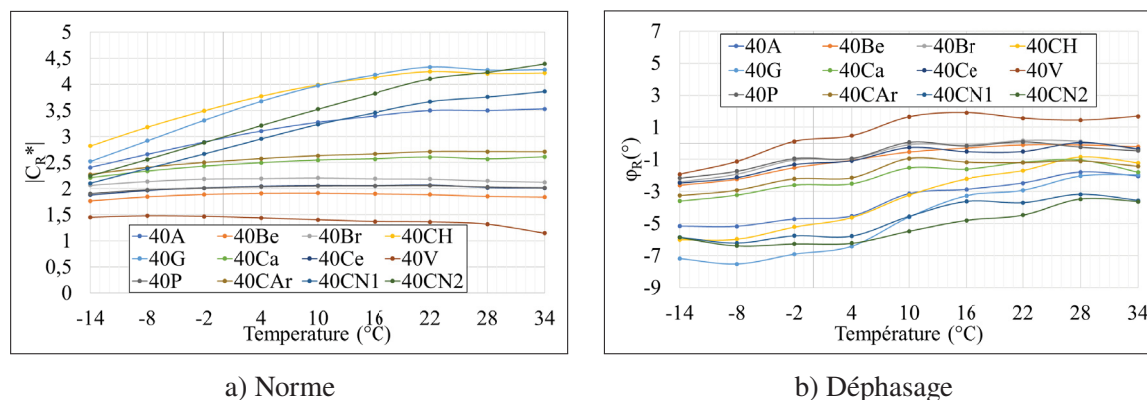 5
4,5
4
3,5
3
2,5
2
1,5
1
0,5
0
|C_R*|
40A 40Be 40Br 40CH
40G 40Ca 40Ce 40V
40P 40CAr 40CN1 40CN2
-14 -8 -2 4 10 16 22 28 34
Temperature (°C)
a) Norme
7
5
3
1
-1
-3
-5
-7
-9
φ_R(°)
40A 40Be 40Br 40CH
40G 40Ca 40Ce 40V
40P 40CAr 40CN1 40CN2
-14 -8 -2 4 10 16 22 28 34
Température (°C)
b) Déphasage